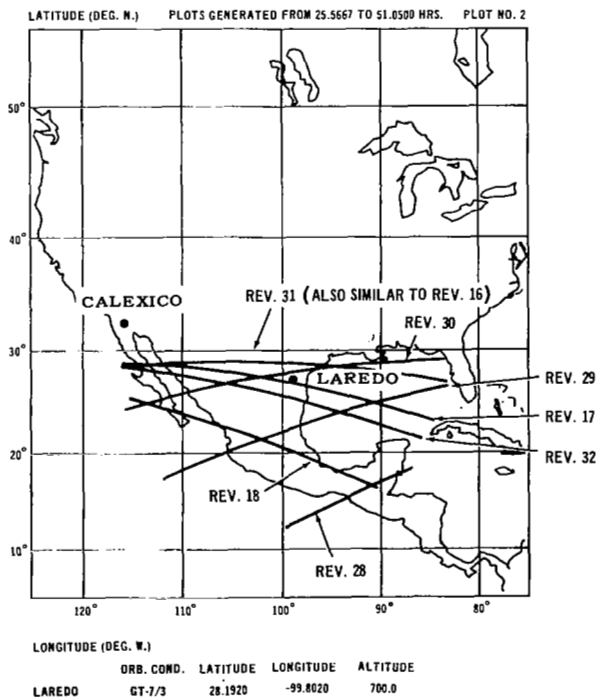 LATITUDE (DEG. N.) PLOTS GENERATED FROM 25.5667 TO 51.0500 HRS. PLOT NO. 2
50°
40°
CALEXICO
REV. 31 (ALSO SIMILAR TO REV. 16)
REV. 30
30°
LAREDO
REV. 29
REV. 17
REV. 32
20°
REV. 18
REV. 28
10°
120° 110° 100° 90° 80°
LONGITUDE (DEG. W.)
ORB. COND. LATITUDE LONGITUDE ALTITUDE
LAREDO GT-7/3 28.1920 -99.8020 700.0